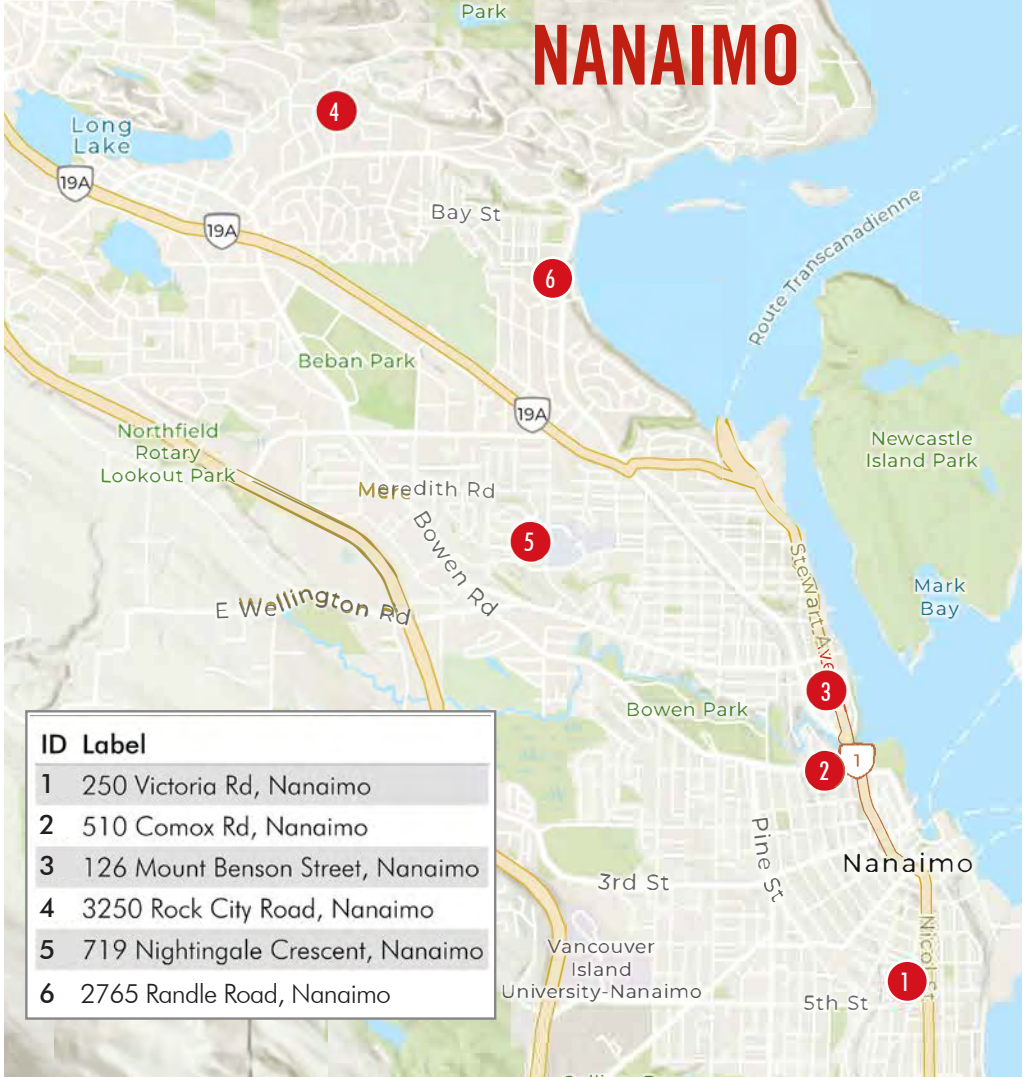 Park
NANAIMO
4
Long
Lake
19A
19A
Bay St
6
Route Transcanadienne
Beban Park
19A
Northfield
Rotary
Lookout Park
Newcastle
Island Park
Meredith Rd
Bowen Rd
5
Stewart Ave
Mark
Bay
E Wellington Rd
3
Bowen Park
2
1
Pine St
Nanaimo
3rd St
Nicol St
Vancouver
Island
University-Nanaimo
1
5th St
ID Label
1 250 Victoria Rd, Nanaimo
2 510 Comox Rd, Nanaimo
3 126 Mount Benson Street, Nanaimo
4 3250 Rock City Road, Nanaimo
5 719 Nightingale Crescent, Nanaimo
6 2765 Randle Road, Nanaimo